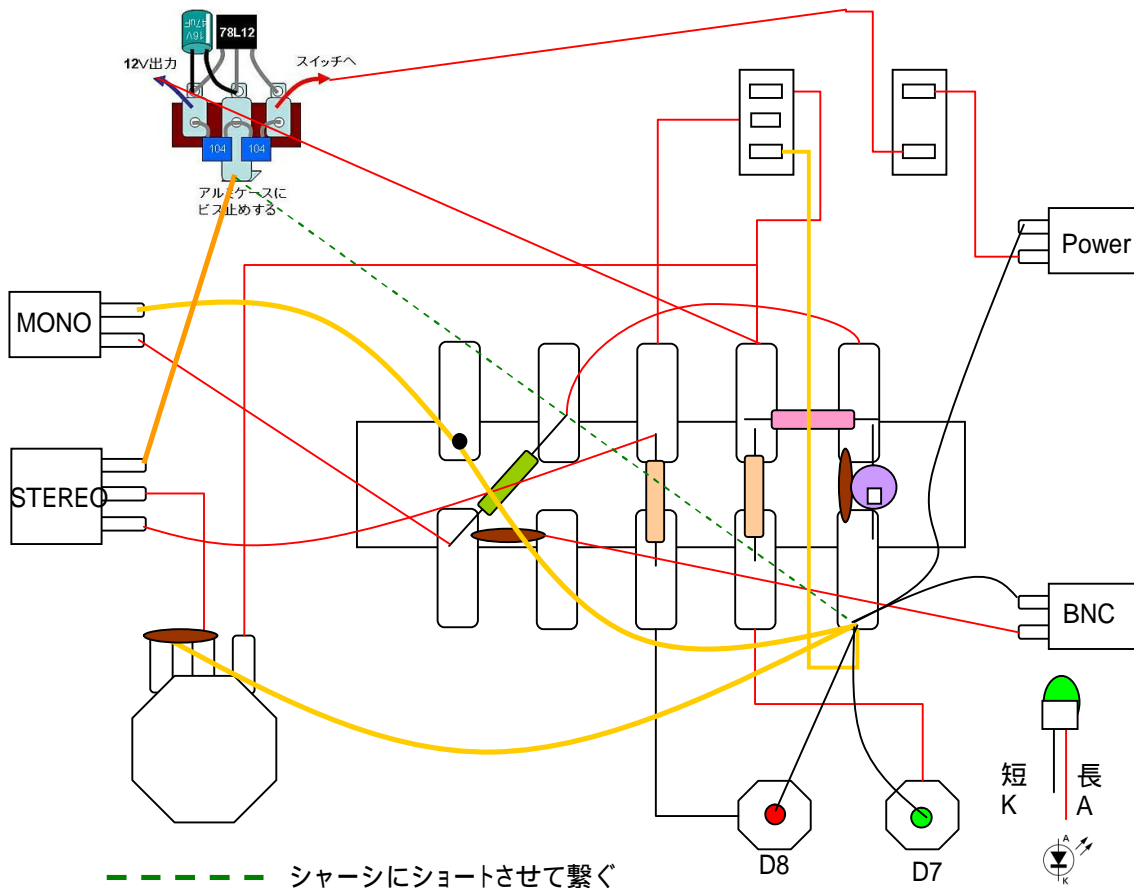 16V
47uF
78L12
12V出力
スイッチへ
104
104
アルミケースに
ビス止めする
Power
MONO
STEREO
BNC
短
K
長
A
D8
D7
A
K
シャーシにショートさせて繋ぐ